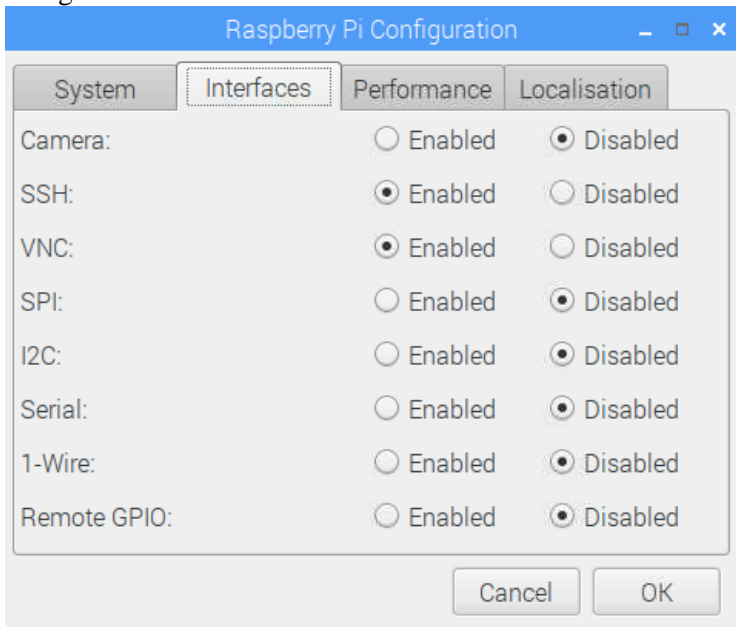 Raspberry Pi Configuration
System Interfaces Performance Localisation
Camera: Enabled Disabled
SSH: Enabled Disabled
VNC: Enabled Disabled
SPI: Enabled Disabled
I2C: Enabled Disabled
Serial: Enabled Disabled
1-Wire: Enabled Disabled
Remote GPIO: Enabled Disabled
Cancel OK